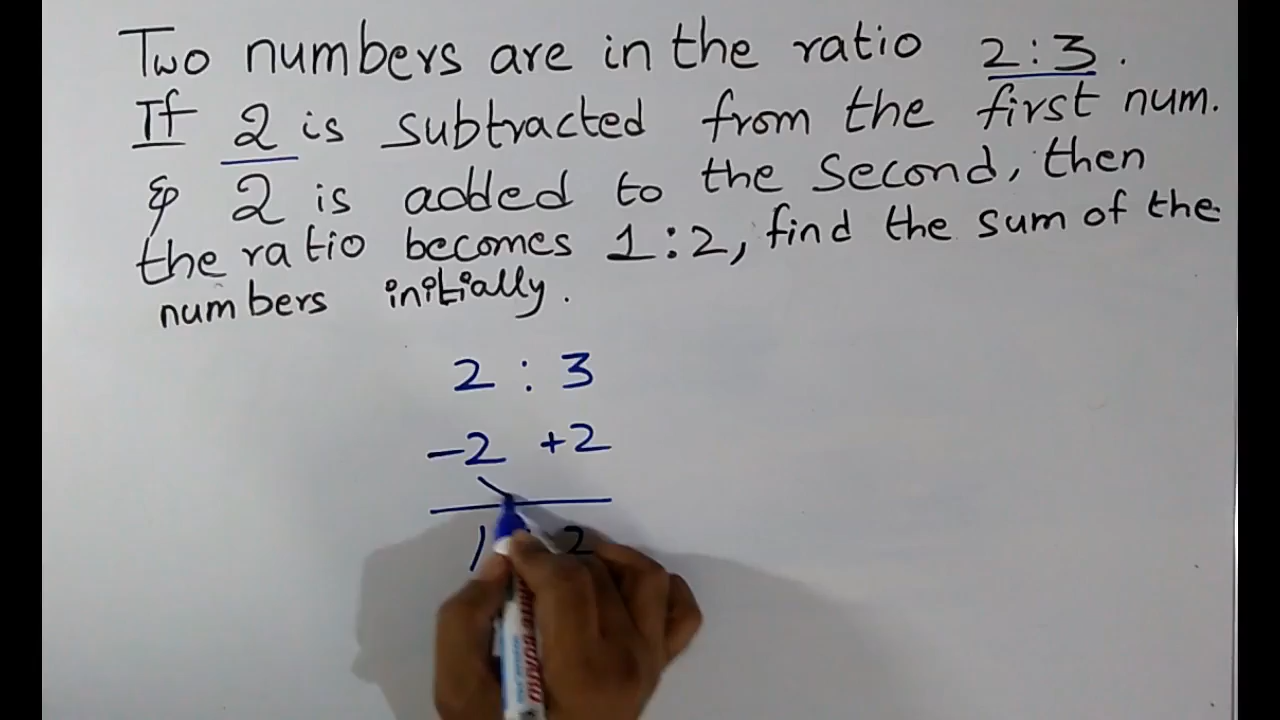 Two numbers are in the ratio 2:3.
If 2 is subtracted from the first num.
& 2 is added to the second, then
the ratio becomes 1:2, find the sum of the
numbers initially.
2 : 3
-2 +2
1 : 2